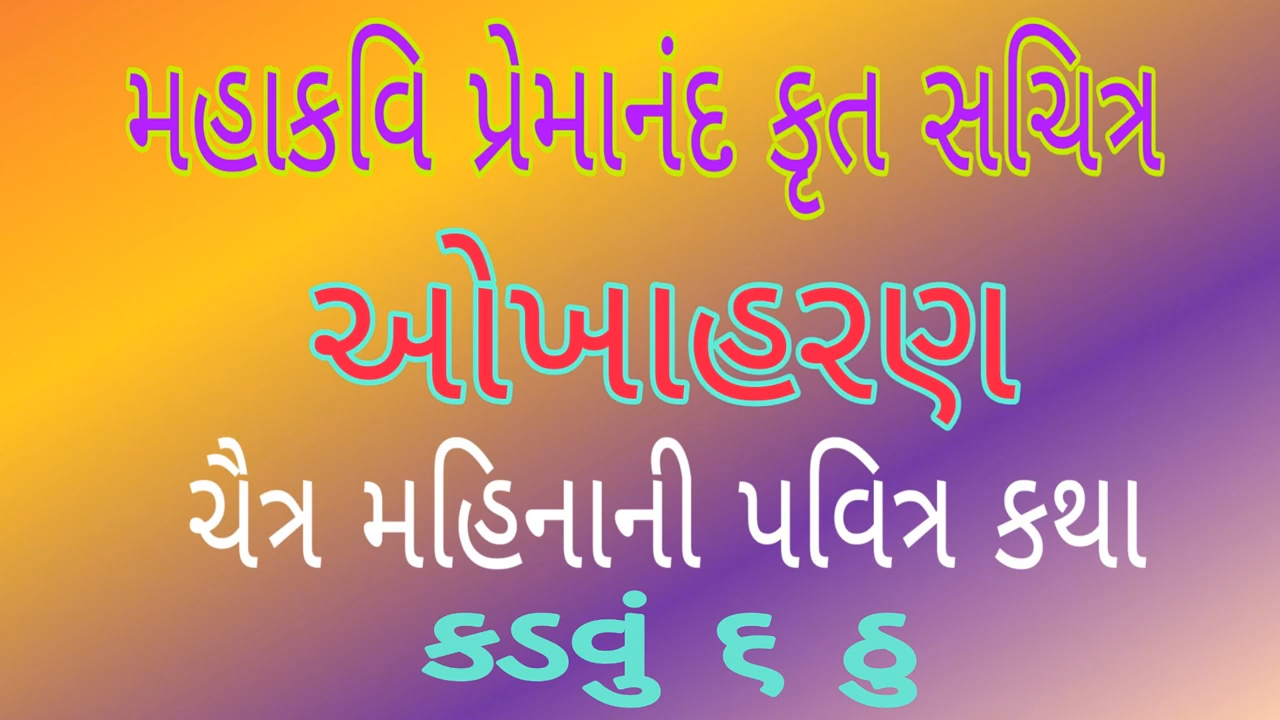 મહાકવિ પ્રેમાનંદ કૃત સચિત્ર
ઓખાહરણ
ચૈત્ર મહિનાની પવિત્ર કથા
કડવું ૬ ઠુ